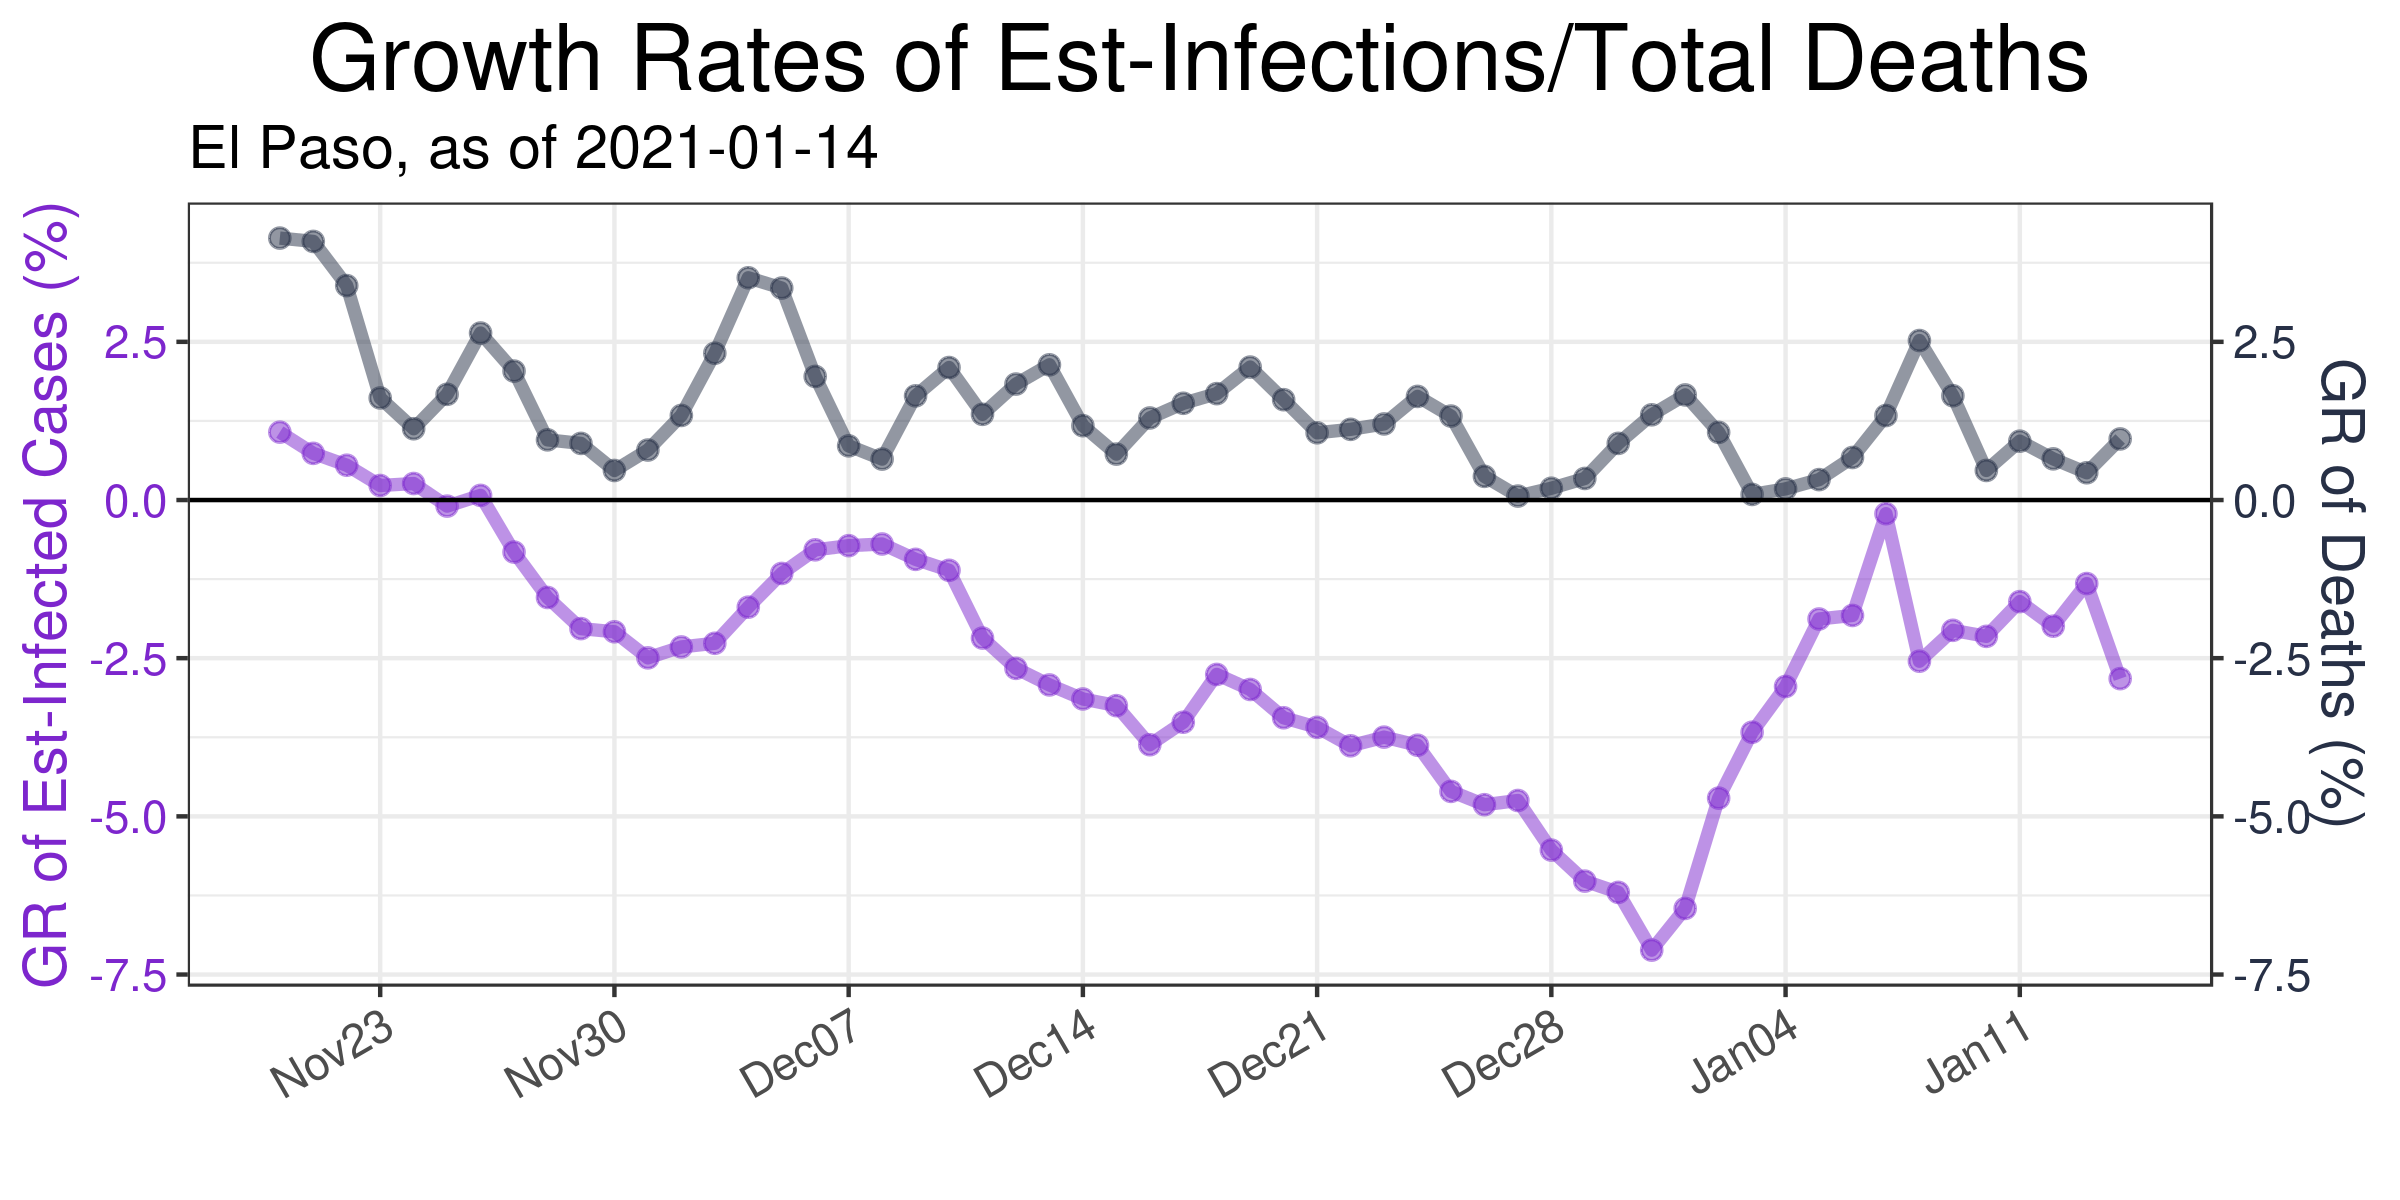 Growth Rates of Est-Infections/Total Deaths
El Paso, as of 2021-01-14
GR of Est-Infected Cases (%)
2.5
0.0
-2.5
-5.0
-7.5
2.5
0.0
-2.5
-5.0
-7.5
GR of Deaths (%)
Nov23
Nov30
Dec07
Dec14
Dec21
Dec28
Jan04
Jan11